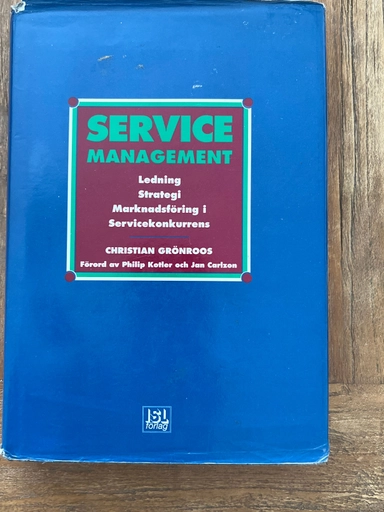 SERVICE
MANAGEMENT
Ledning
Strategi
Marknadsföring i
Servicekonkurrens
CHRISTIAN GRÖNROOS
Förord av Philip Kotler och Jan Carlzon
ISL
förlag